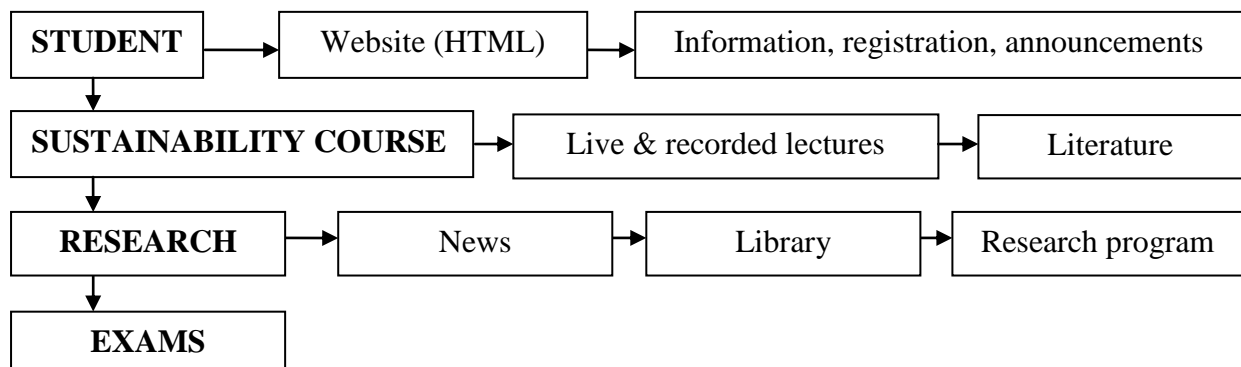 STUDENT
Website (HTML)
Information, registration, announcements
SUSTAINABILITY COURSE
Live & recorded lectures
Literature
RESEARCH
News
Library
Research program
EXAMS